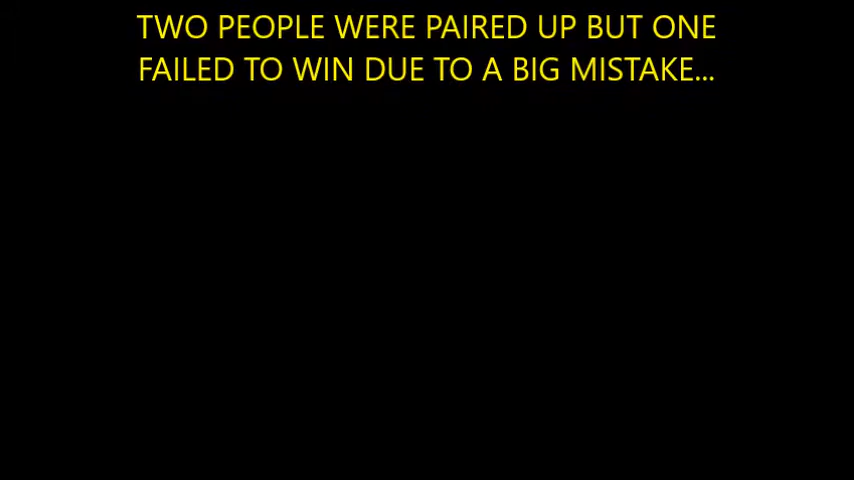 TWO PEOPLE WERE PAIRED UP BUT ONE
FAILED TO WIN DUE TO A BIG MISTAKE...